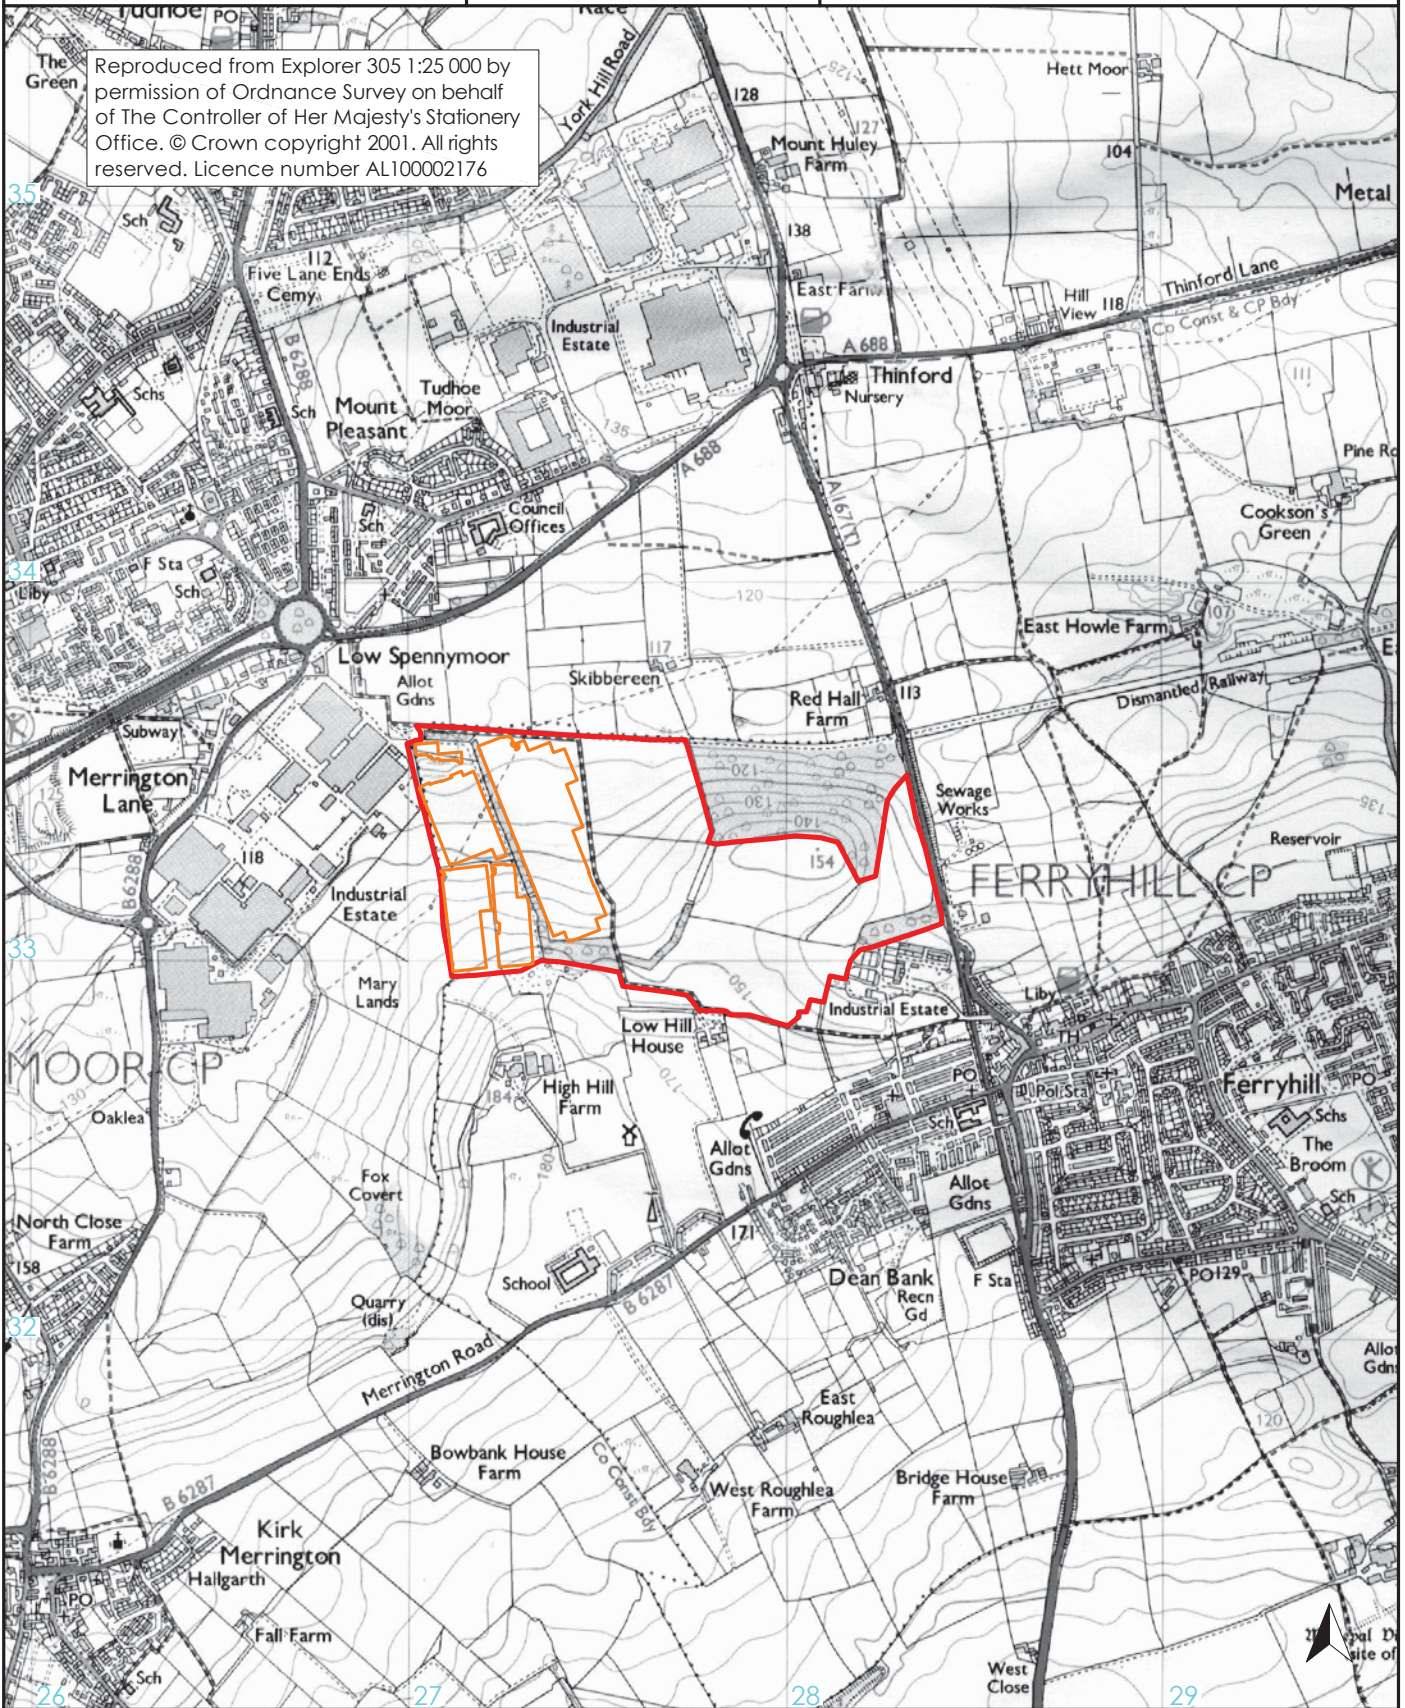 Tudhoe
PO
Race
The
Green
Reproduced from Explorer 305 1:25 000 by
permission of Ordnance Survey on behalf
of The Controller of Her Majesty's Stationery
Office. © Crown copyright 2001. All rights
reserved. Licence number AL100002176
York Hill Road
125
Hett Moor
128
127
Mount Huley
Farm
104
35
Metal
Sch
138
112
Five Lane Ends
Cemy
East Farm
Hill
View
118
Thinford Lane
Co Const & CP Bdy
Industrial
Estate
A 688
B 6288
Thinford
Nursery
111
Schs
Tudhoe
Moor
Sch
Mount
Pleasant
135
A 688
Pine
A167(T)
Council
Offices
Sch
Cookson's
Green
F Sta
34
Liby
Sch
120
107
East Howle Farm
Low Spennymoor
Allot
Gdns
117
Skibbereen
Red Hall
Farm
113
Dismantled Railway
Subway
Merrington
Lane
120
130
140
154
Sewage
Works
135
Reservoir
118
FERRYHILL CP
B6288
Industrial
Estate
33
Mary
Lands
150
Industrial Estate
Liby
Low Hill
House
TH
MOOR CP
130
Oaklea
High Hill
Farm
184
170
PO
Pol Sta
Ferryhill
PO
Sch
Schs
Allot
Gdns
The
Broom
180
Fox
Covert
Allot
Gdns
Sch
North Close
Farm
158
171
School
Dean Bank
Recn
Gd
F Sta
PO
129
B 6287
Quarry
(dis)
32
Merrington Road
Allot
Gdns
East
Roughlea
120
B 6288
Bowbank House
Farm
Co Const Bdy
West Roughlea
Farm
Bridge House
Farm
B 6287
Kirk
Merrington
Hallgarth
PO
Fall Farm
Sch
West
Close
site of
26
27
28
29